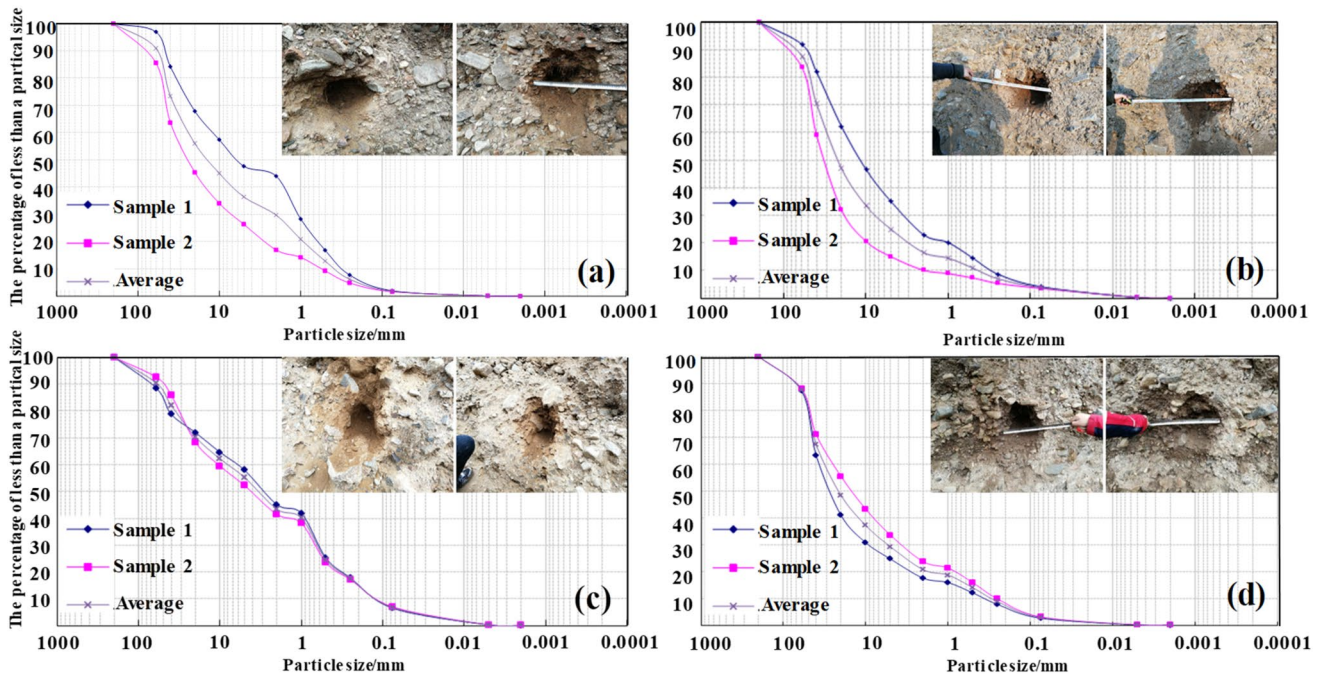 The percentage of less than a partical size
100
90
80
70
60
50
40
30
20
10
Sample 1
Sample 2
.Average
(a)
1000 100 10 1 0.1 0.01 0.001 0.0001
Particle size/mm
100
90
80
70
60
50
40
30
20
10
Sample 1
Sample 2
.Average
(b)
1000 100 10 1 0.1 0.01 0.001 0.0001
Particle size/mm
The percentage of less than a partical size
100
90
80
70
60
50
40
30
20
10
Sample 1
Sample 2
.Average
(c)
1000 100 10 1 0.1 0.01 0.001 0.0001
Particle size/mm
100
90
80
70
60
50
40
30
20
10
Sample 1
Sample 2
.Average
(d)
1000 100 10 1 0.1 0.01 0.001 0.0001
Particle size/mm